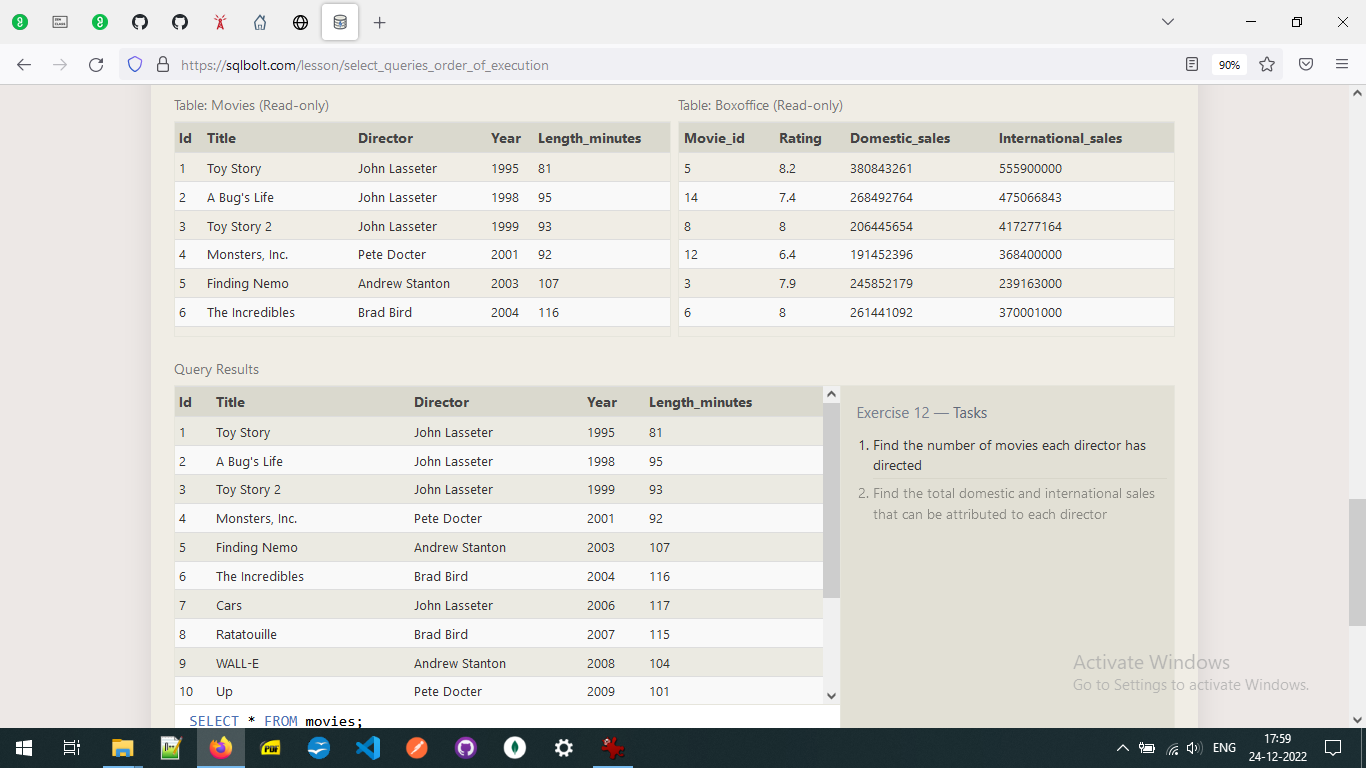 https://sqlbolt.com/lesson/select_queries_order_of_execution
90%
Table: Movies (Read-only)
Id Title Director Year Length_minutes
1 Toy Story John Lasseter 1995 81
2 A Bug's Life John Lasseter 1998 95
3 Toy Story 2 John Lasseter 1999 93
4 Monsters, Inc. Pete Docter 2001 92
5 Finding Nemo Andrew Stanton 2003 107
6 The Incredibles Brad Bird 2004 116
Table: Boxoffice (Read-only)
Movie_id Rating Domestic_sales International_sales
5 8.2 380843261 555900000
14 7.4 268492764 475066843
8 8 206445654 417277164
12 6.4 191452396 368400000
3 7.9 245852179 239163000
6 8 261441092 370001000
Query Results
Id Title Director Year Length_minutes
1 Toy Story John Lasseter 1995 81
2 A Bug's Life John Lasseter 1998 95
3 Toy Story 2 John Lasseter 1999 93
4 Monsters, Inc. Pete Docter 2001 92
5 Finding Nemo Andrew Stanton 2003 107
6 The Incredibles Brad Bird 2004 116
7 Cars John Lasseter 2006 117
8 Ratatouille Brad Bird 2007 115
9 WALL-E Andrew Stanton 2008 104
10 Up Pete Docter 2009 101
SELECT * FROM movies;
Exercise 12 — Tasks
1. Find the number of movies each director has
directed
2. Find the total domestic and international sales
that can be attributed to each director
Activate Windows
Go to Settings to activate Windows.
PDF
ENG
17:59
24-12-2022